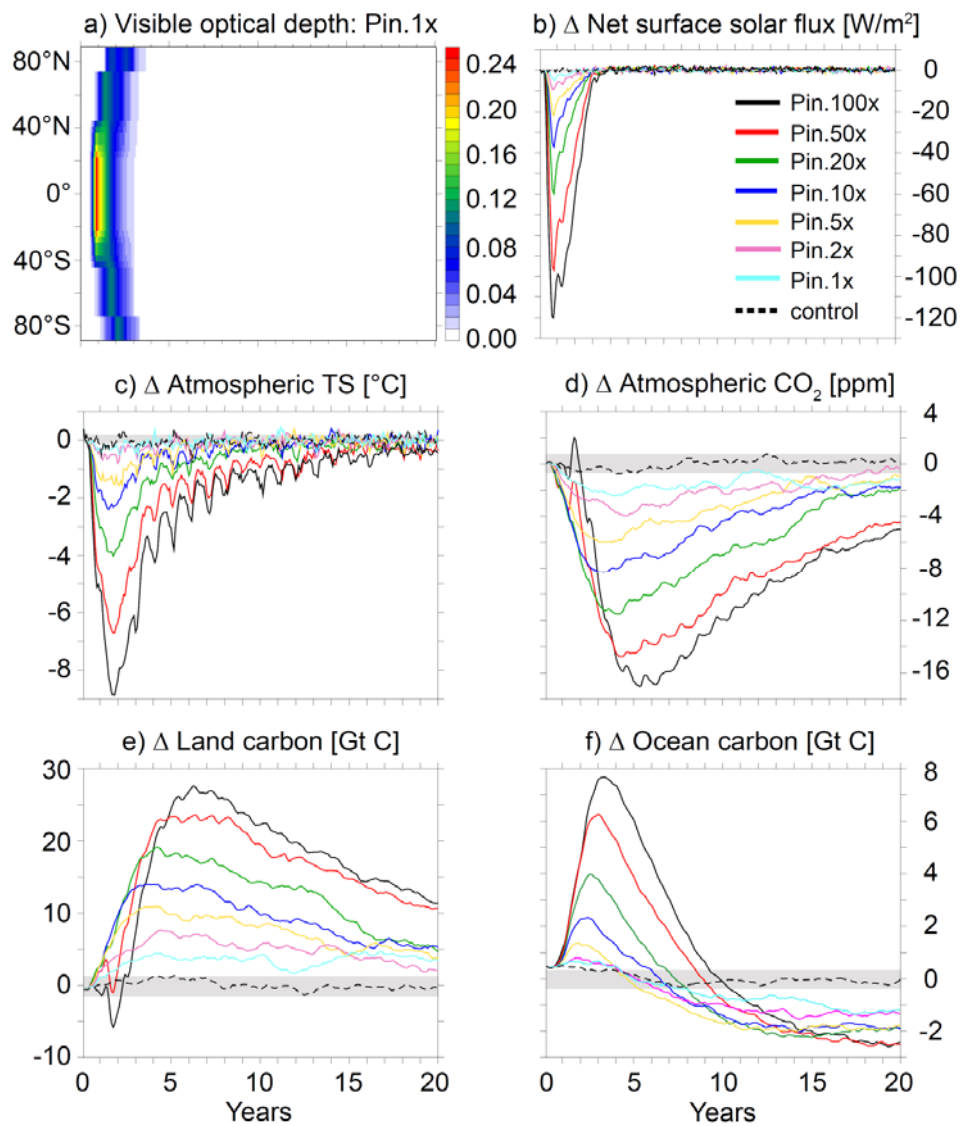 a) Visible optical depth: Pin.1x
80°N
40°N
0°
40°S
80°S
0.24
0.20
0.16
0.12
0.08
0.04
0.00
b) Δ Net surface solar flux [W/m²]
0
-20
-40
-60
-80
-100
-120
Pin.100x
Pin.50x
Pin.20x
Pin.10x
Pin.5x
Pin.2x
Pin.1x
control
c) Δ Atmospheric TS [°C]
0
-2
-4
-6
-8
d) Δ Atmospheric CO₂ [ppm]
4
0
-4
-8
-12
-16
e) Δ Land carbon [Gt C]
30
20
10
0
-10
0 5 10 15 20
Years
f) Δ Ocean carbon [Gt C]
8
6
4
2
0
-2
0 5 10 15 20
Years